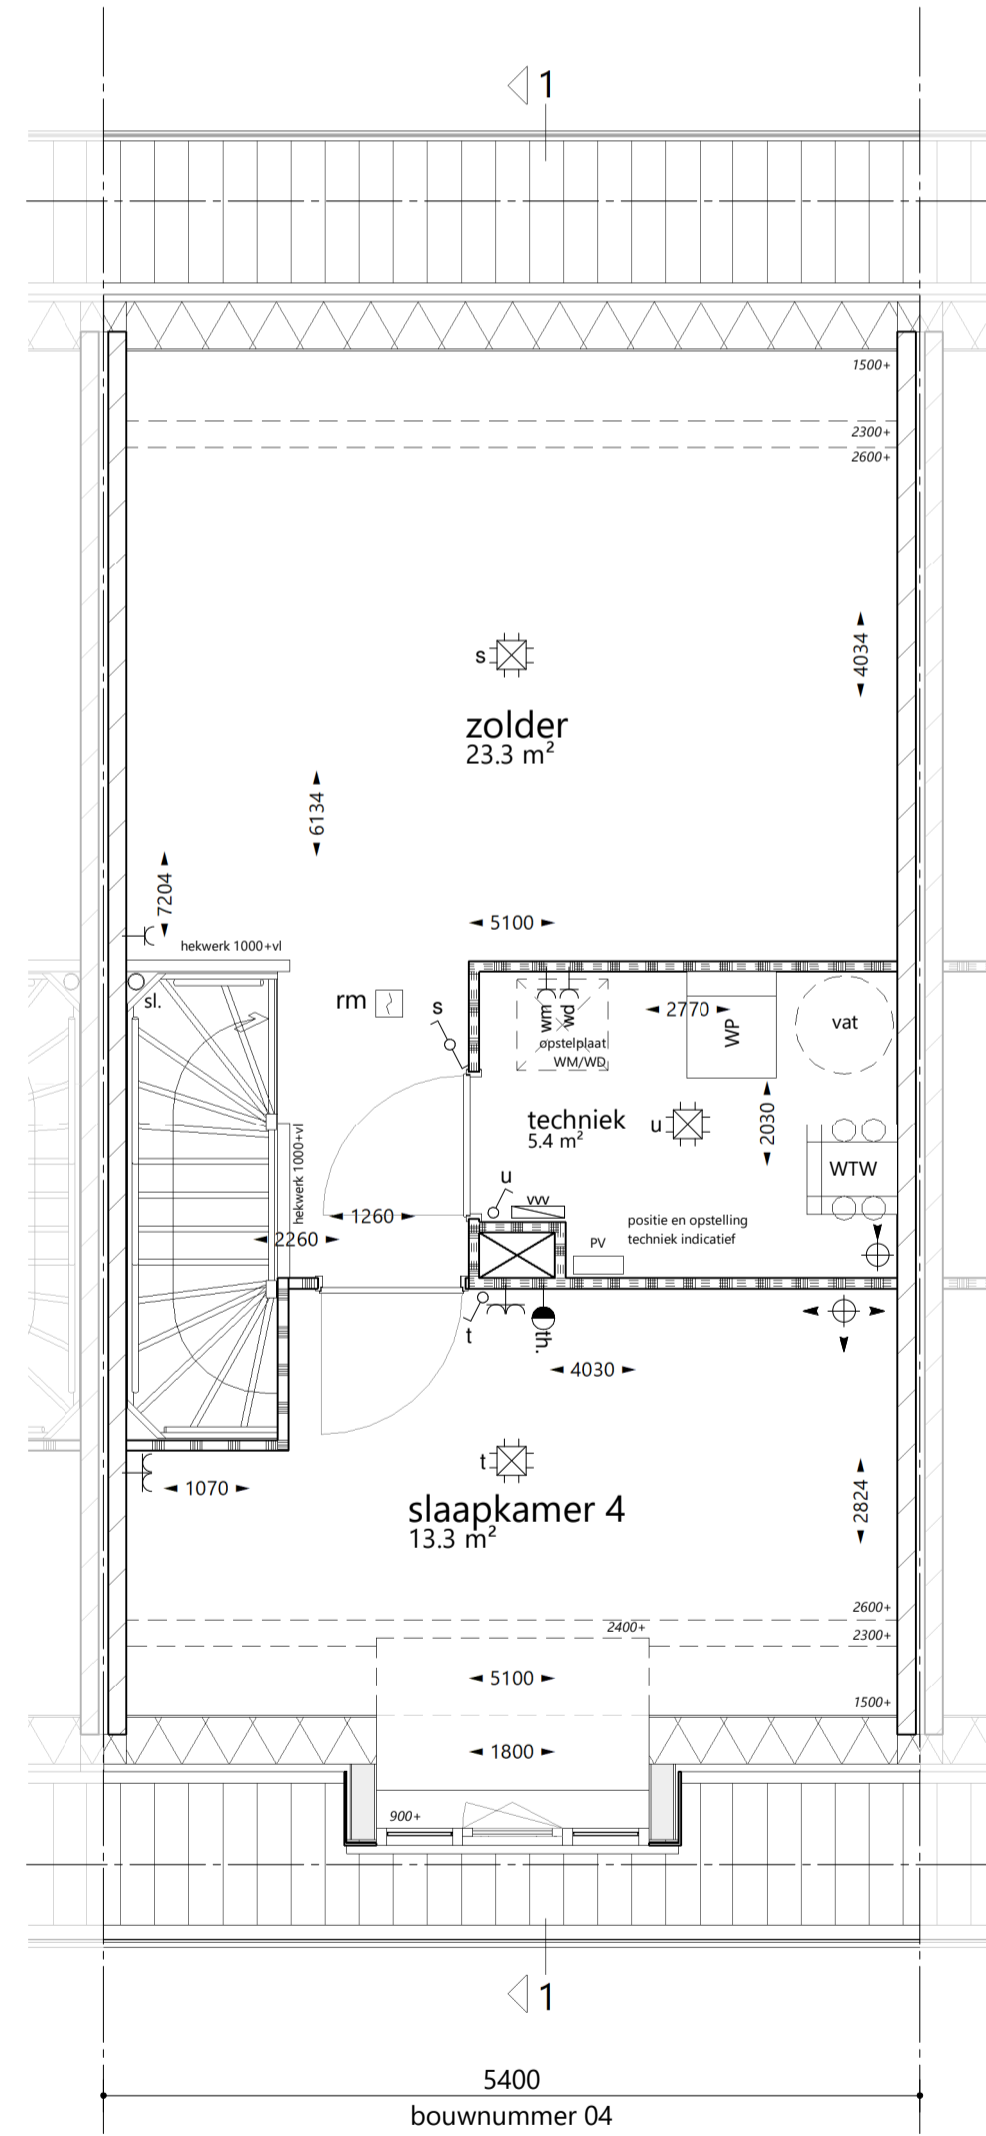 1
1500+
2300+
2600+
4034
s
zolder
23.3 m²
6134
7204
5100
hekwerk 1000+vl
sl.
rm
s
wm
wd
2770
WP
vat
opstelplaat
WM/WD
techniek
5.4 m²
u
2030
hekwerk 1000+vl
WTW
u
vvv
1260
2260
positie en opstelling
techniek indicatief
PV
t
th.
4030
t
1070
slaapkamer 4
13.3 m²
2824
2600+
2400+
2300+
5100
1500+
1800
900+
1
5400
bouwnummer 04